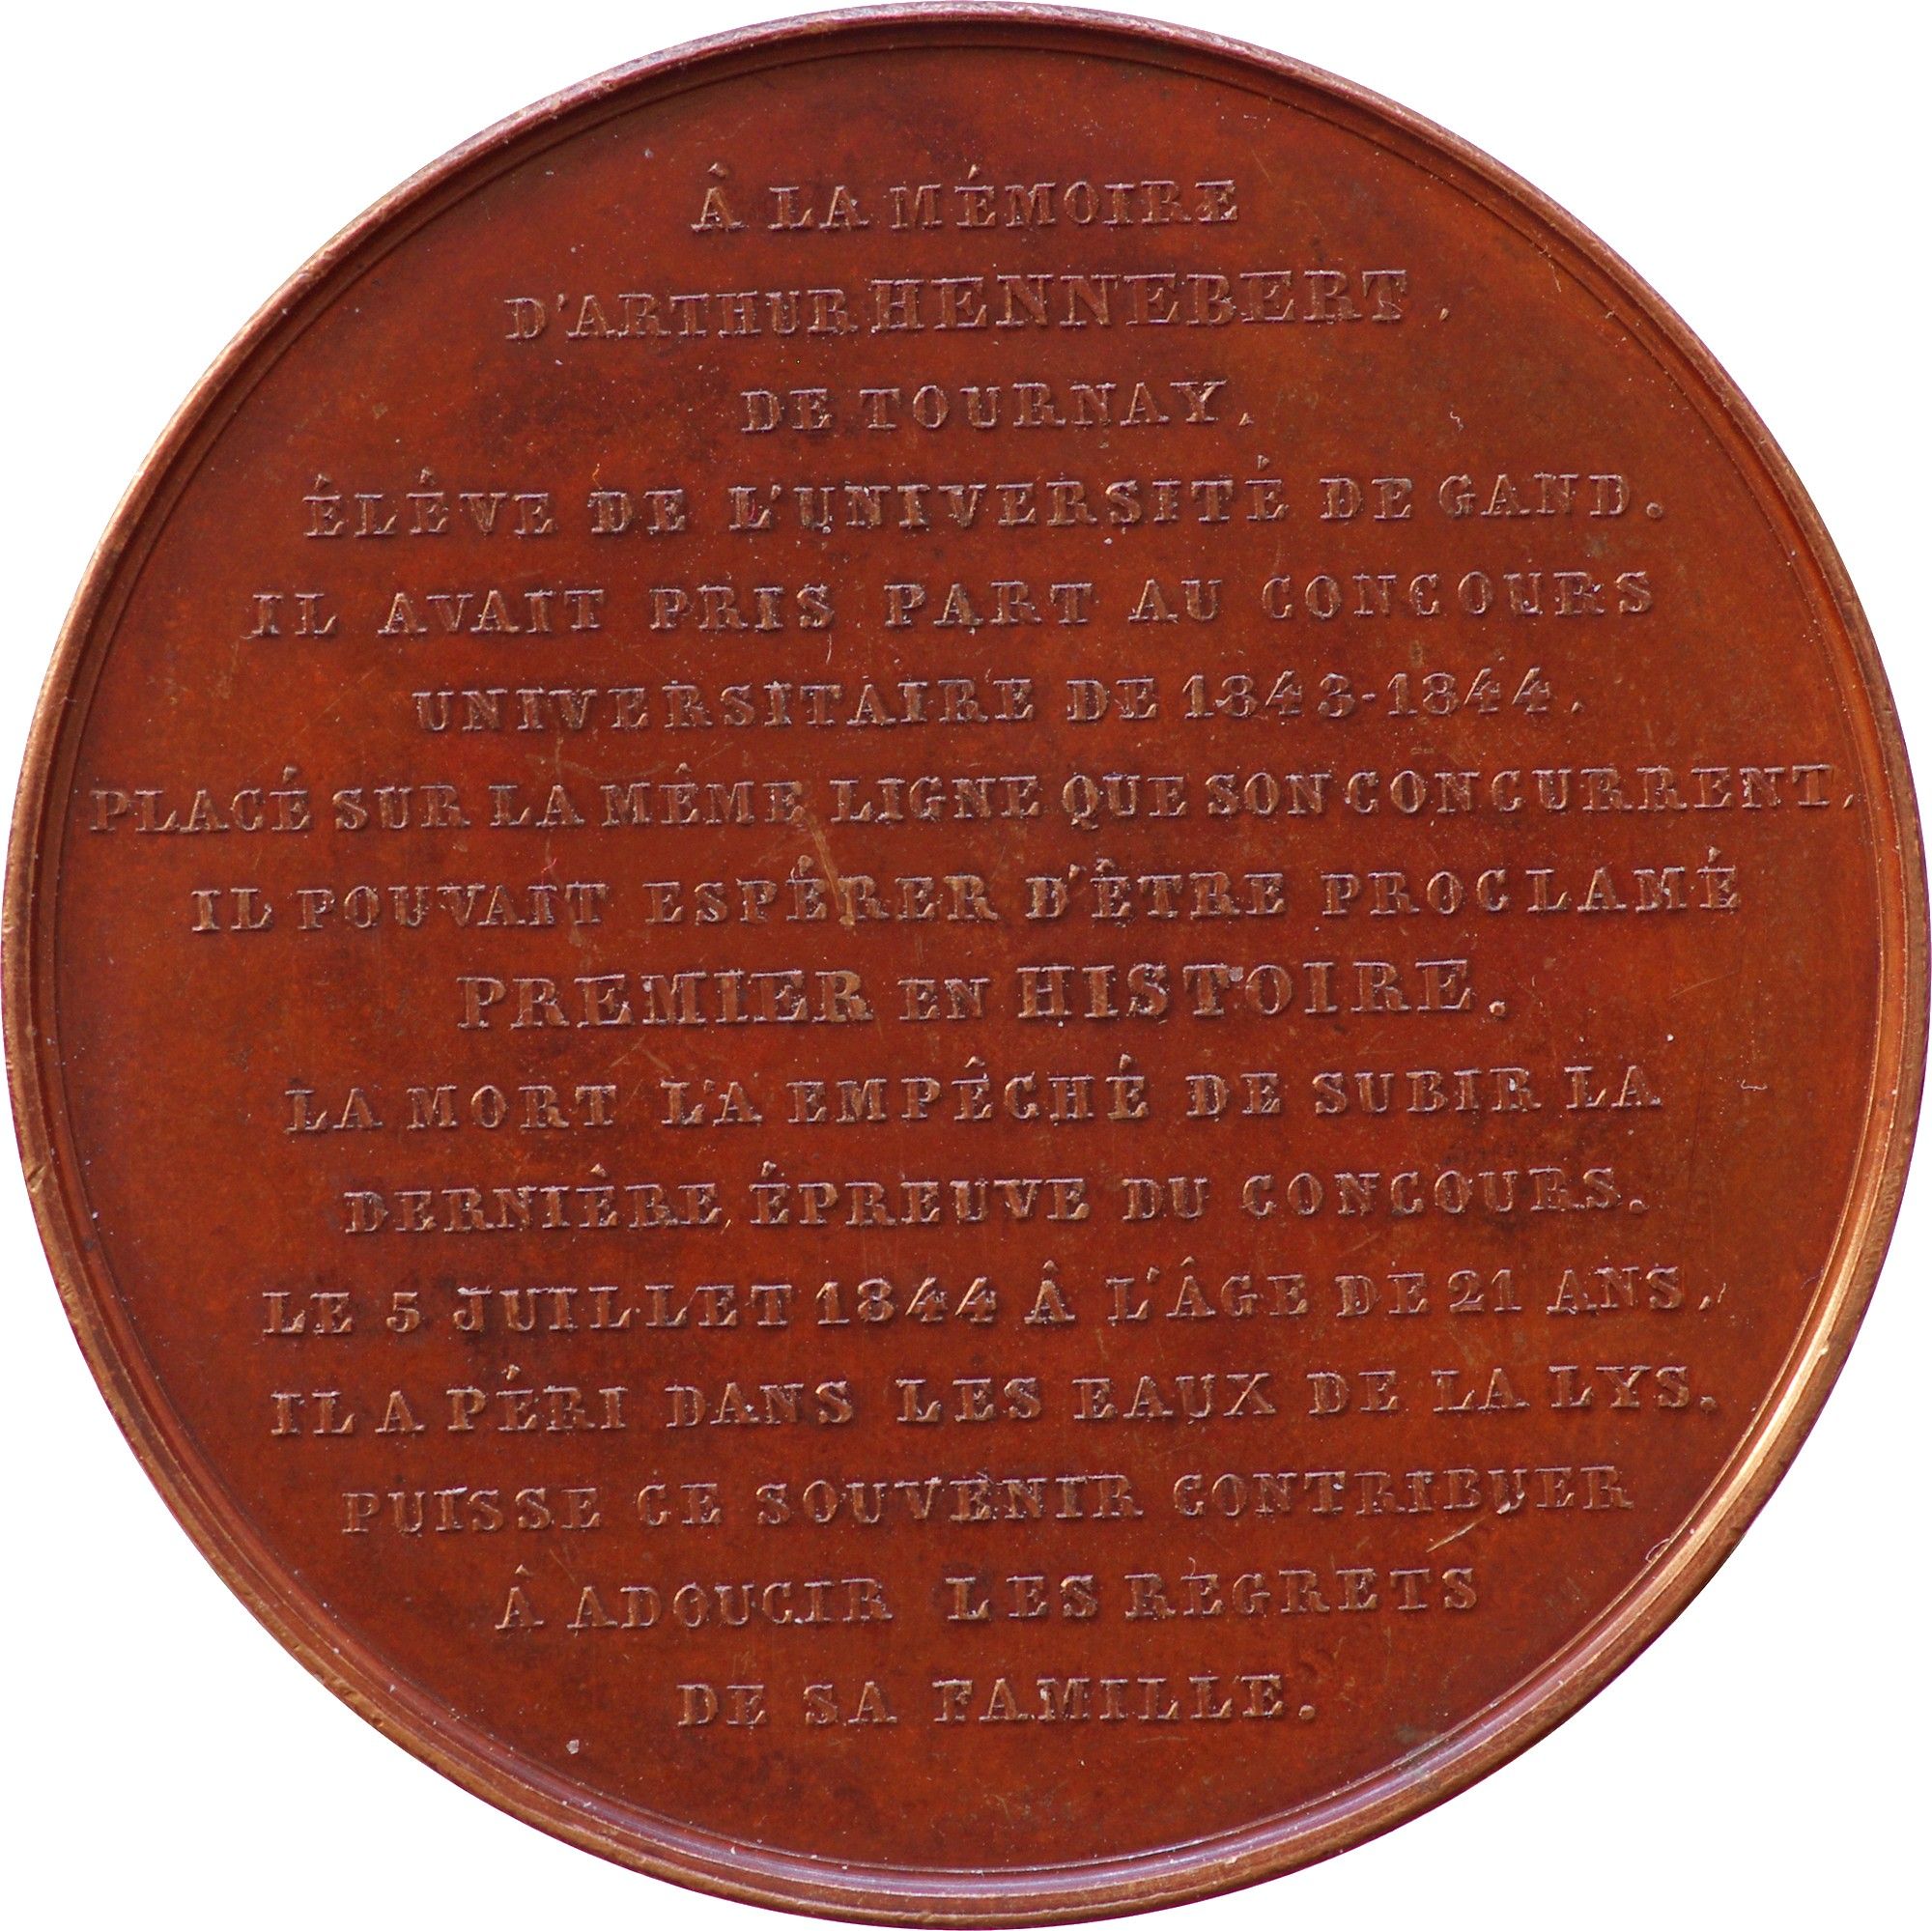 Â LA MÉMOIRE
D'ARTHUR HENNEBERT,
DE TOURNAY,
ÉLÊVE DE L'UNIVERSITÉ DE GAND.
IL AVAIT PRIS PART AU CONCOURS
UNIVERSITAIRE DE 1843-1844.
PLACÉ SUR LA MÊME LIGNE QUE SON CONCURRENT,
IL POUVAIT ESPÉRER D'ÊTRE PROCLAMÉ
PREMIER EN HISTOIRE.
LA MORT L'A EMPÊCHÉ DE SUBIR LA
DERNIÈRE ÉPREUVE DU CONCOURS.
LE 5 JUILLET 1844 Â L'ÂGE DE 21 ANS,
IL A PÉRI DANS LES EAUX DE LA LYS.
PUISSE CE SOUVENIR CONTRIBUER
Â ADOUCIR LES REGRETS
DE SA FAMILLE.